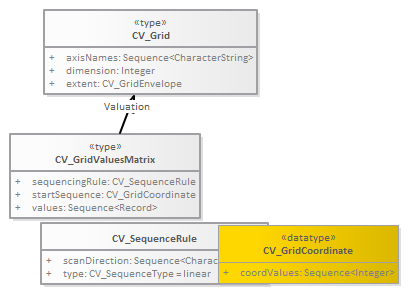 «type»
CV_Grid
+ axisNames: Sequence<CharacterString>
+ dimension: Integer
+ extent: CV_GridEnvelope
Valuation
«type»
CV_GridValuesMatrix
+ sequencingRule: CV_SequenceRule
+ startSequence: CV_GridCoordinate
+ values: Sequence<Record>
CV_SequenceRule
+ scanDirection: Sequence<Charac
+ type: CV_SequenceType = linear
«datatype»
CV_GridCoordinate
+ coordValues: Sequence<Integer>